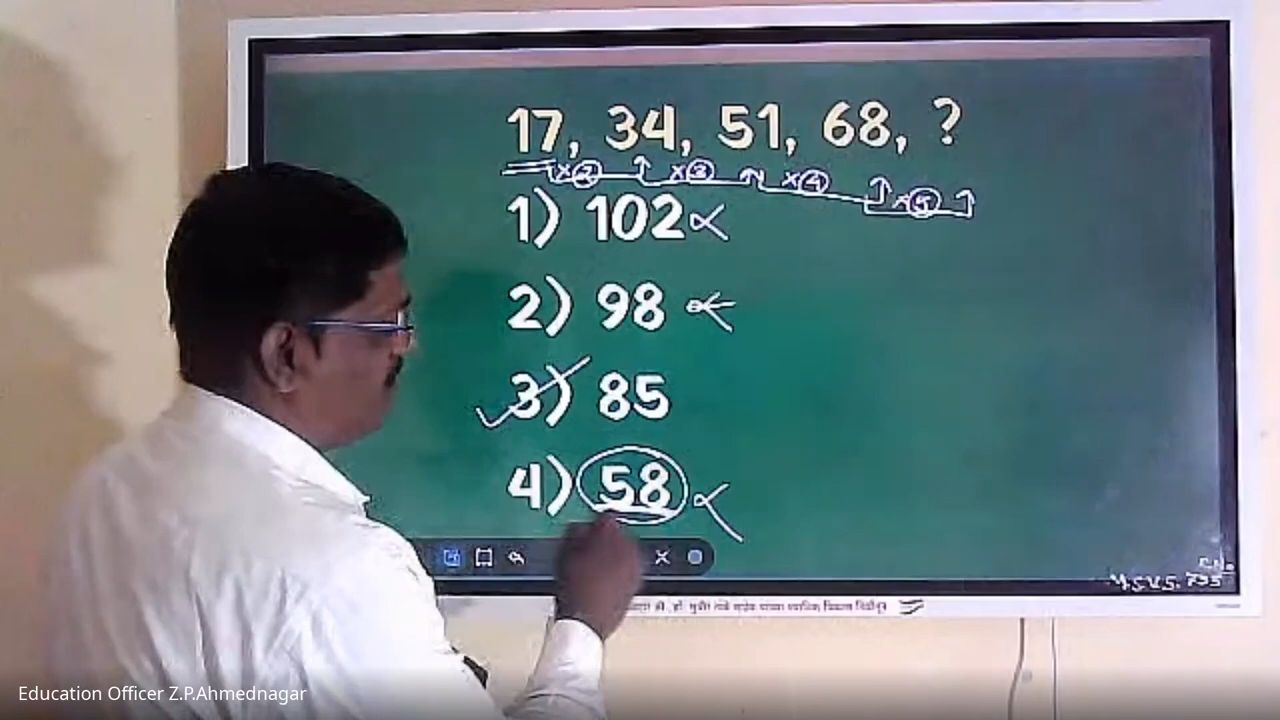 17, 34, 51, 68, ?
×2 ×3 ×4 ×5
1) 102
2) 98
3) 85
4) 58
Education Officer Z.P.Ahmednagar